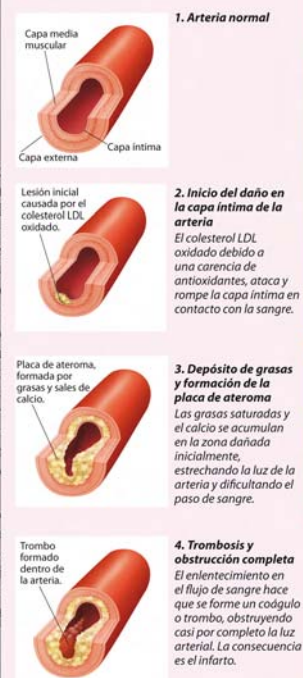 1. Arteria normal
Capa media
muscular
Capa íntima
Capa externa
2. Inicio del daño en
la capa íntima de la
arteria
El colesterol LDL
oxidado debido a
una carencia de
antioxidantes, ataca y
rompe la capa íntima en
contacto con la sangre.
Lesión inicial
causada por el
colesterol LDL
oxidado.
3. Depósito de grasas
y formación de la
placa de ateroma
Las grasas saturadas y
el calcio se acumulan
en la zona dañada
inicialmente,
estrechando la luz de la
arteria y dificultando el
paso de sangre.
Placa de ateroma,
formada por
grasas y sales de
calcio.
4. Trombosis y
obstrucción completa
El enlentecimiento en
el flujo de sangre hace
que se forme un coágulo
o trombo, obstruyendo
casi por completo la luz
arterial. La consecuencia
es el infarto.
Trombo
formado
dentro de
la arteria.